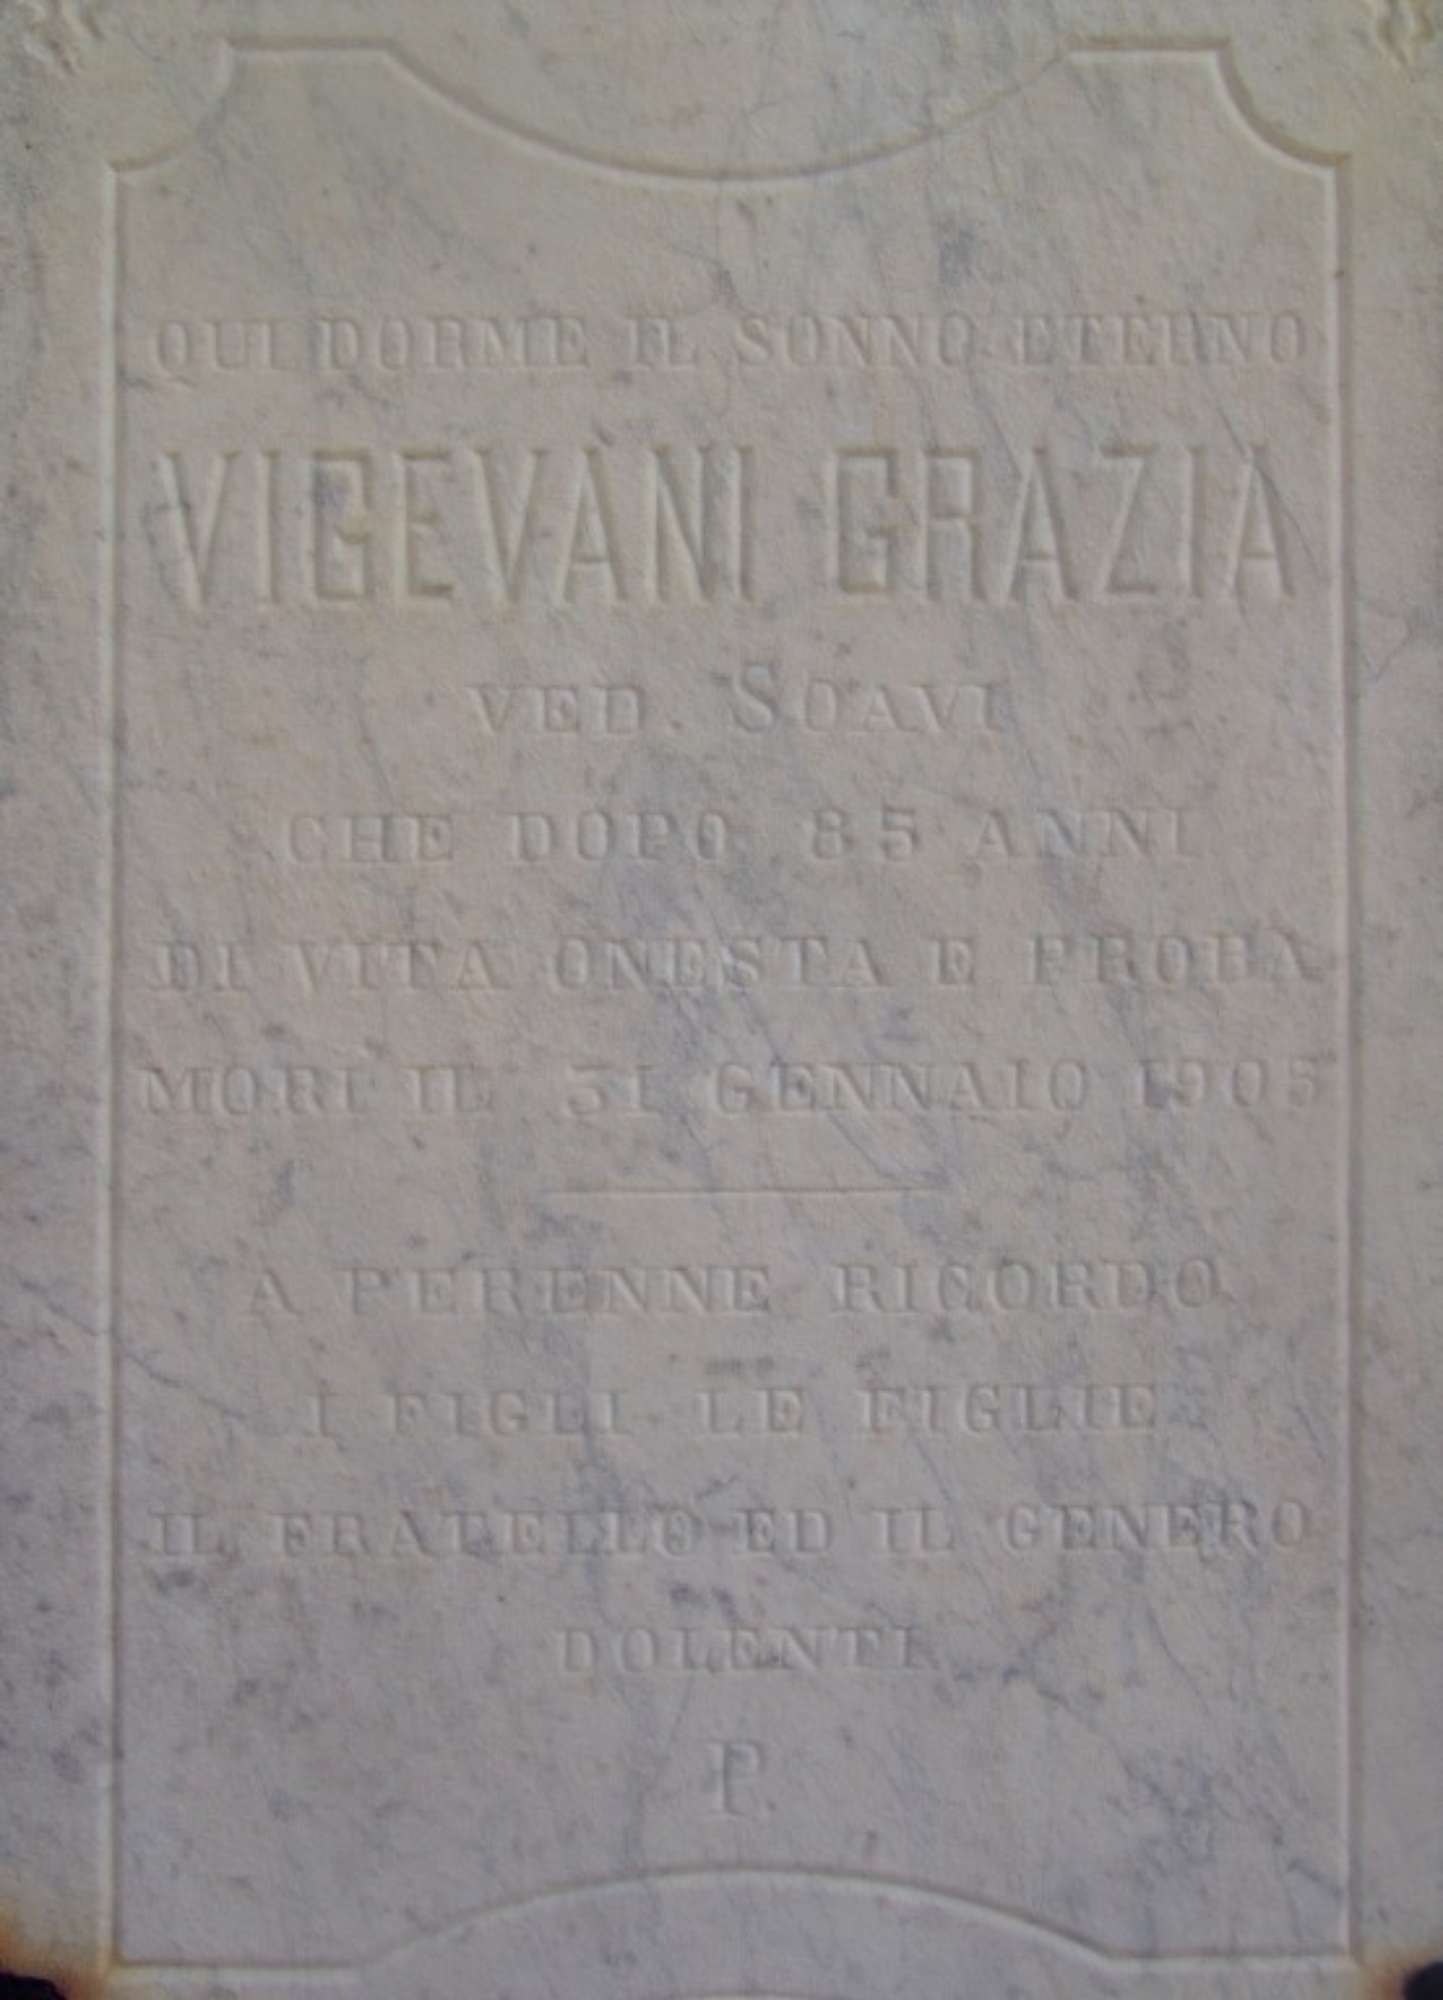 QUI DORME IL SONNO ETERNO
VIGEVANI GRAZIA
VED. SOAVI
CHE DOPO 85 ANNI
DI VITA ONESTA E PROBA
MORI IL 31 GENNAIO 1905
A PERENNE RICORDO
I FIGLI LE FIGLIE
IL FRATELLO ED IL GENERO
DOLENTI
P.